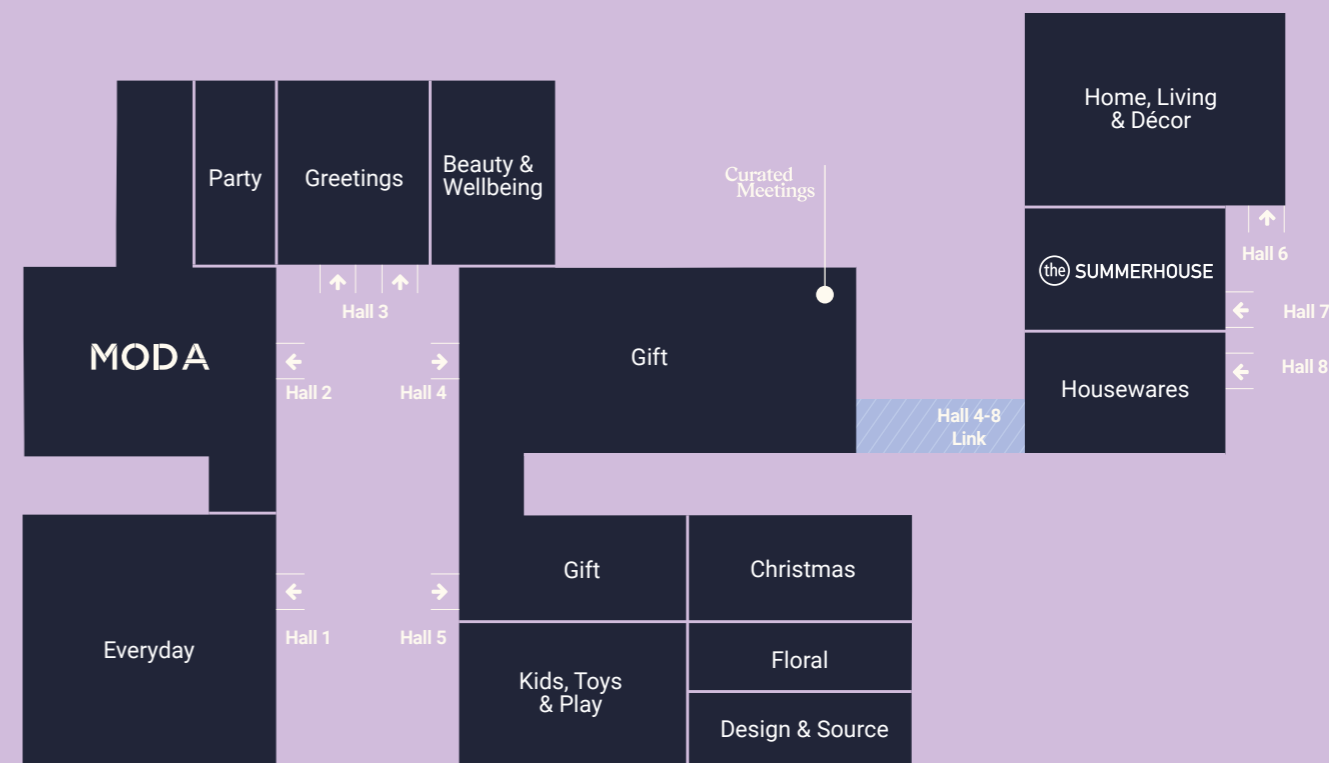 Home, Living
& Décor
Party
Greetings
Beauty &
Wellbeing
Curated
Meetings
Hall 6
the SUMMERHOUSE
Hall 7
Hall 3
MODA
Gift
Hall 2
Hall 4
Hall 8
Housewares
Hall 4-8
Link
Gift
Christmas
Hall 1
Hall 5
Everyday
Floral
Kids, Toys
& Play
Design & Source